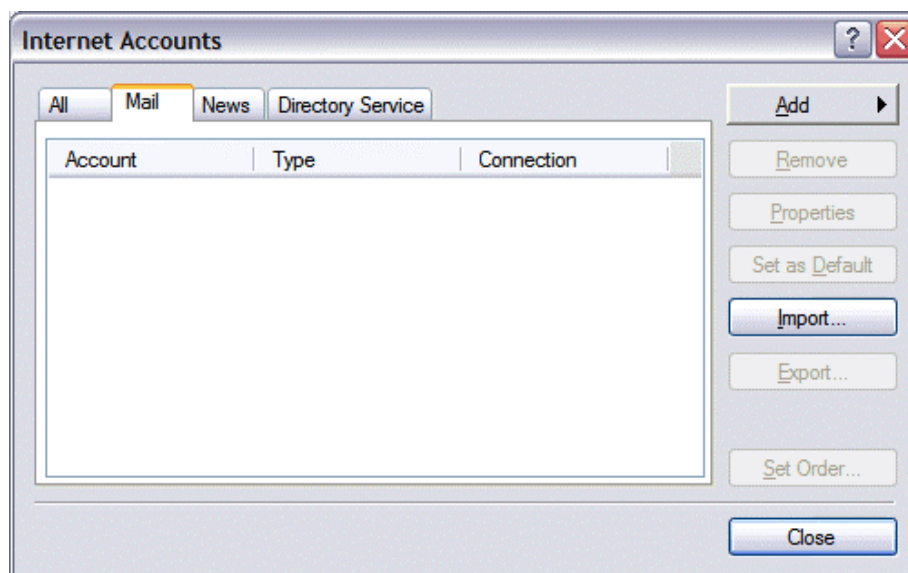 Internet Accounts
All Mail News Directory Service
Account Type Connection
Add
Remove
Properties
Set as Default
Import...
Export...
Set Order...
Close